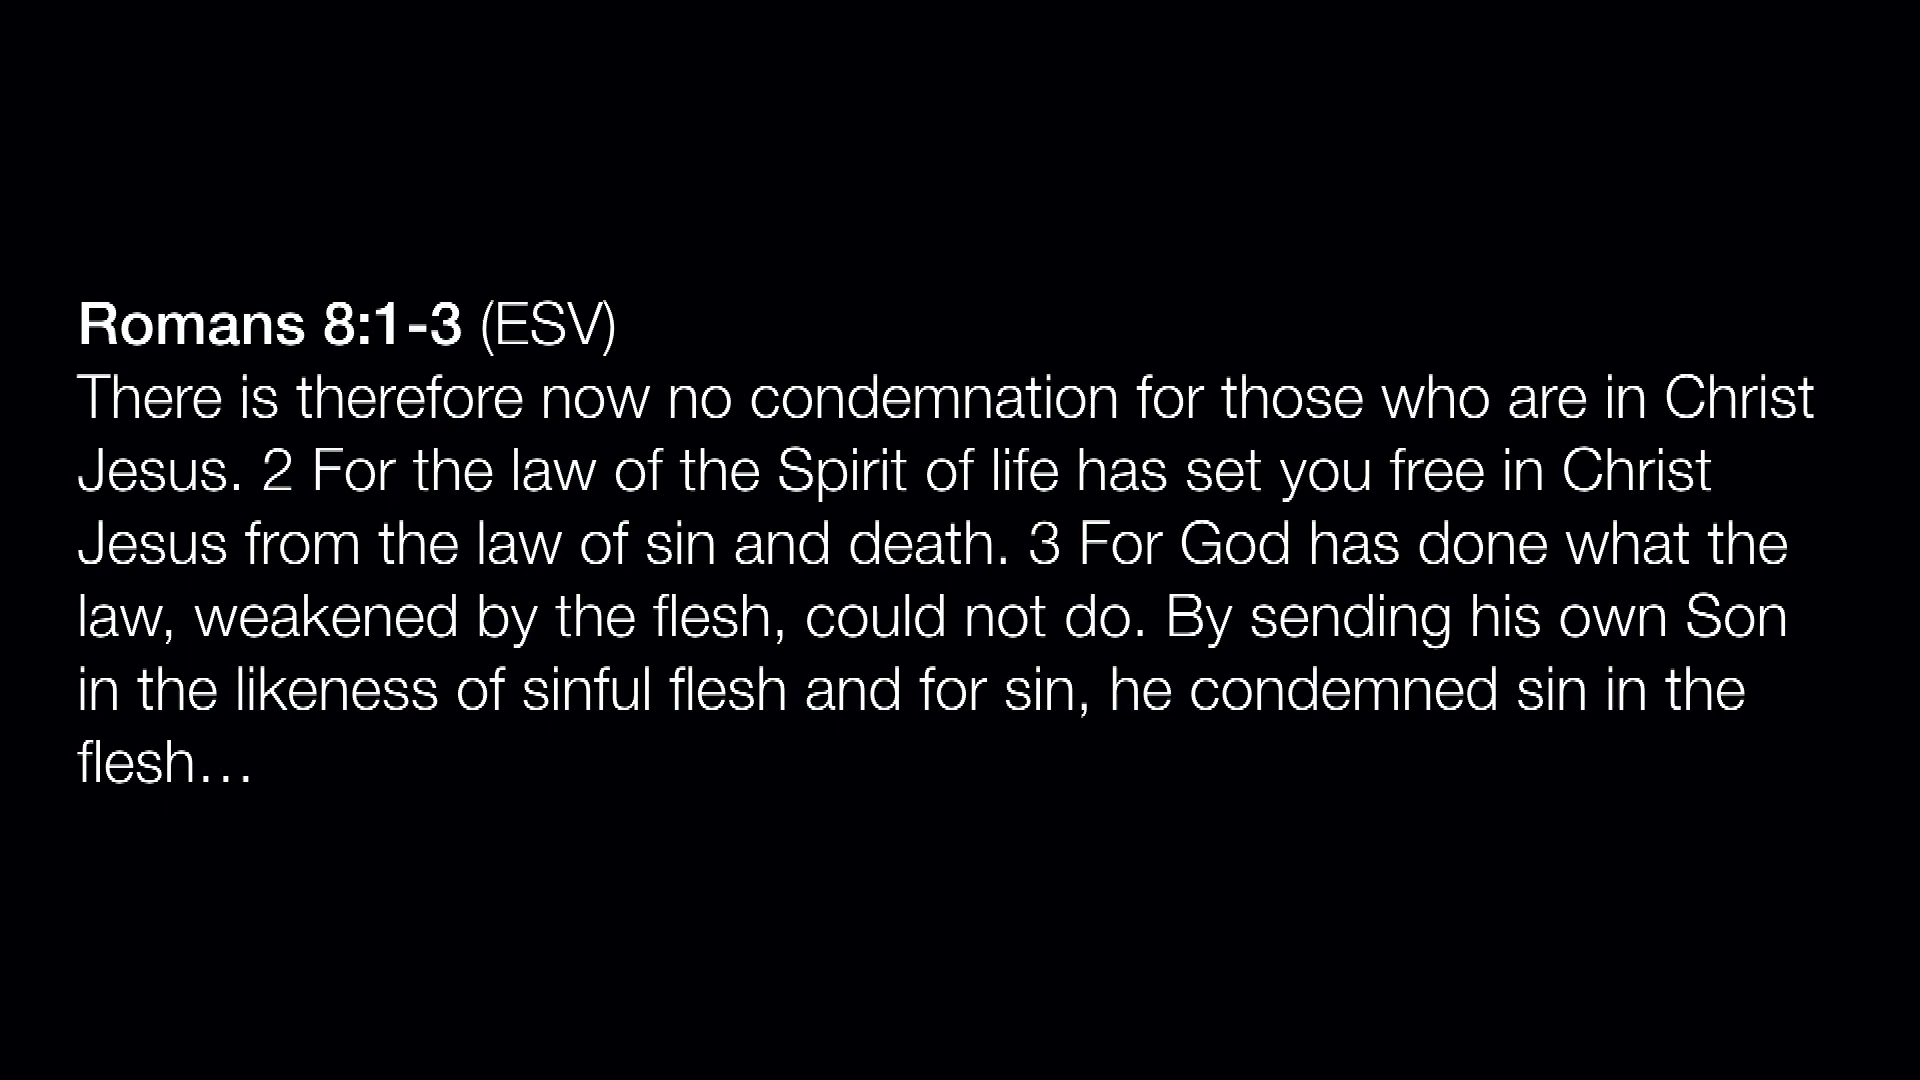 Romans 8:1-3 (ESV)
There is therefore now no condemnation for those who are in Christ
Jesus. 2 For the law of the Spirit of life has set you free in Christ
Jesus from the law of sin and death. 3 For God has done what the
law, weakened by the flesh, could not do. By sending his own Son
in the likeness of sinful flesh and for sin, he condemned sin in the
flesh…